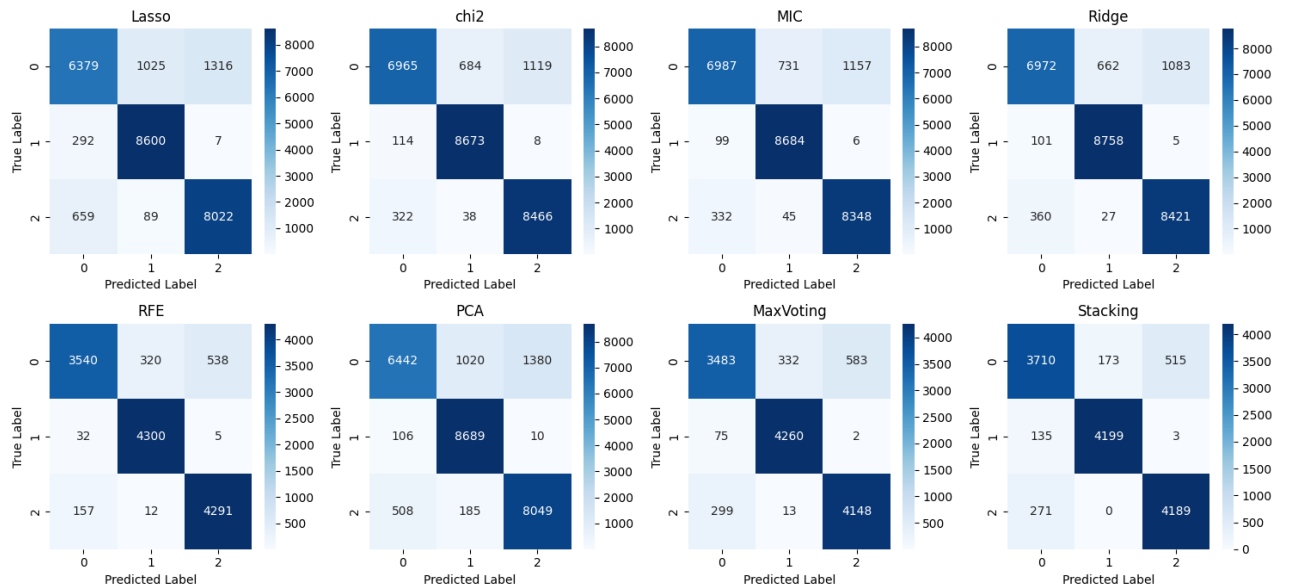 Lasso
chi2
MIC
Ridge
0 6379 1025 1316
1 292 8600 7
2 659 89 8022
0 1 2
True Label
Predicted Label
8000
7000
6000
5000
4000
3000
2000
1000
0 6965 684 1119
1 114 8673 8
2 322 38 8466
0 1 2
True Label
Predicted Label
8000
7000
6000
5000
4000
3000
2000
1000
0 6987 731 1157
1 99 8684 6
2 332 45 8348
0 1 2
True Label
Predicted Label
8000
7000
6000
5000
4000
3000
2000
1000
0 6972 662 1083
1 101 8758 5
2 360 27 8421
0 1 2
True Label
Predicted Label
8000
7000
6000
5000
4000
3000
2000
1000
RFE
PCA
MaxVoting
Stacking
0 3540 320 538
1 32 4300 5
2 157 12 4291
0 1 2
True Label
Predicted Label
4000
3500
3000
2500
2000
1500
1000
500
0 6442 1020 1380
1 106 8689 10
2 508 185 8049
0 1 2
True Label
Predicted Label
8000
7000
6000
5000
4000
3000
2000
1000
0 3483 332 583
1 75 4260 2
2 299 13 4148
0 1 2
True Label
Predicted Label
4000
3500
3000
2500
2000
1500
1000
500
0 3710 173 515
1 135 4199 3
2 271 0 4189
0 1 2
True Label
Predicted Label
4000
3500
3000
2500
2000
1500
1000
500
0